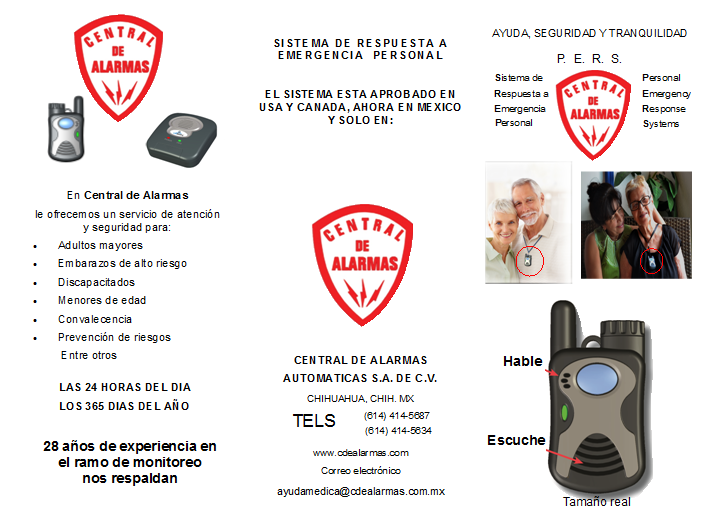 CENTRAL
DE
ALARMAS
En Central de Alarmas
le ofrecemos un servicio de atención
y seguridad para:
• Adultos mayores
• Embarazos de alto riesgo
• Discapacitados
• Menores de edad
• Convalecencia
• Prevención de riesgos
Entre otros
LAS 24 HORAS DEL DIA
LOS 365 DIAS DEL AÑO
28 años de experiencia en
el ramo de monitoreo
nos respaldan
SISTEMA DE RESPUESTA A
EMERGENCIA PERSONAL
EL SISTEMA ESTA APROBADO EN
USA Y CANADA, AHORA EN MEXICO
Y SOLO EN:
CENTRAL
DE
ALARMAS
CENTRAL DE ALARMAS
AUTOMATICAS S.A. DE C.V.
CHIHUAHUA, CHIH. MX
TELS (614) 414-5687
(614) 414-5634
www.cdealarmas.com
Correo electrónico
ayudamedica@cdealarmas.com.mx
AYUDA, SEGURIDAD Y TRANQUILIDAD
P. E. R. S.
Sistema de
Respuesta a
Emergencia
Personal
CENTRAL
DE
ALARMAS
Personal
Emergency
Response
Systems
Hable
Escuche
Tamaño real